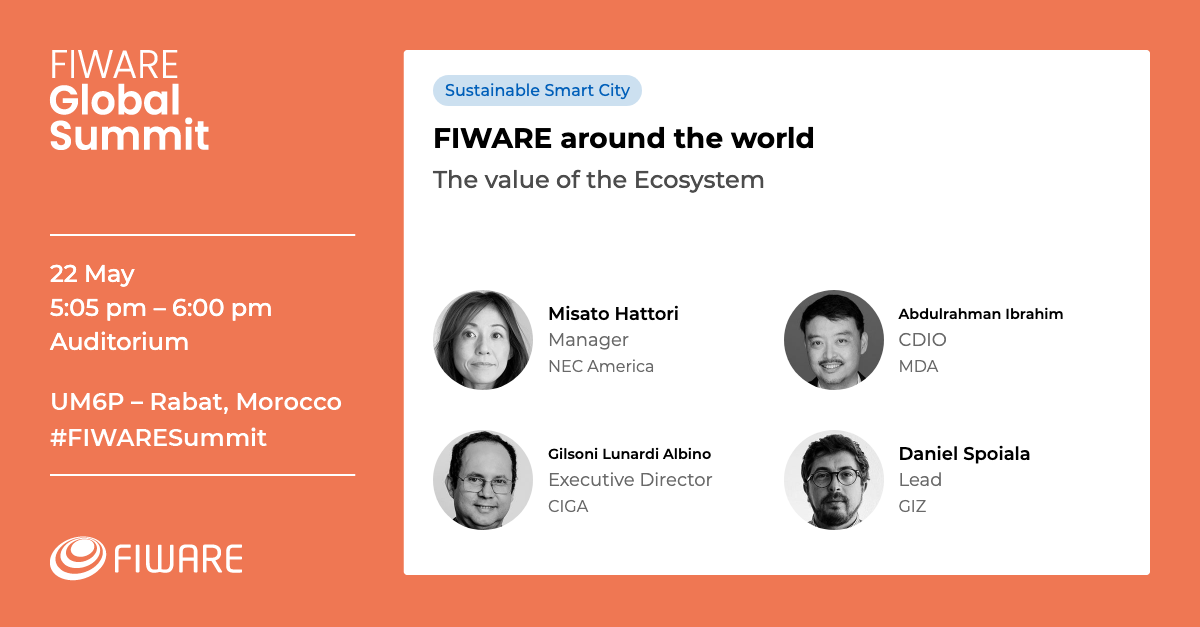 FIWARE
Global
Summit
22 May
5:05 pm – 6:00 pm
Auditorium
UM6P – Rabat, Morocco
#FIWARESummit
FIWARE
Sustainable Smart City
FIWARE around the world
The value of the Ecosystem
Misato Hattori
Manager
NEC America
Abdulrahman Ibrahim
CDIO
MDA
Gilsoni Lunardi Albino
Executive Director
CIGA
Daniel Spoiala
Lead
GIZ